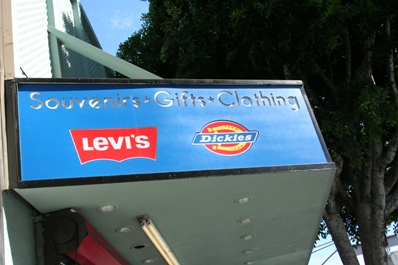 Souvenirs • Gifts • Clothing
LEVI'S
Dickies